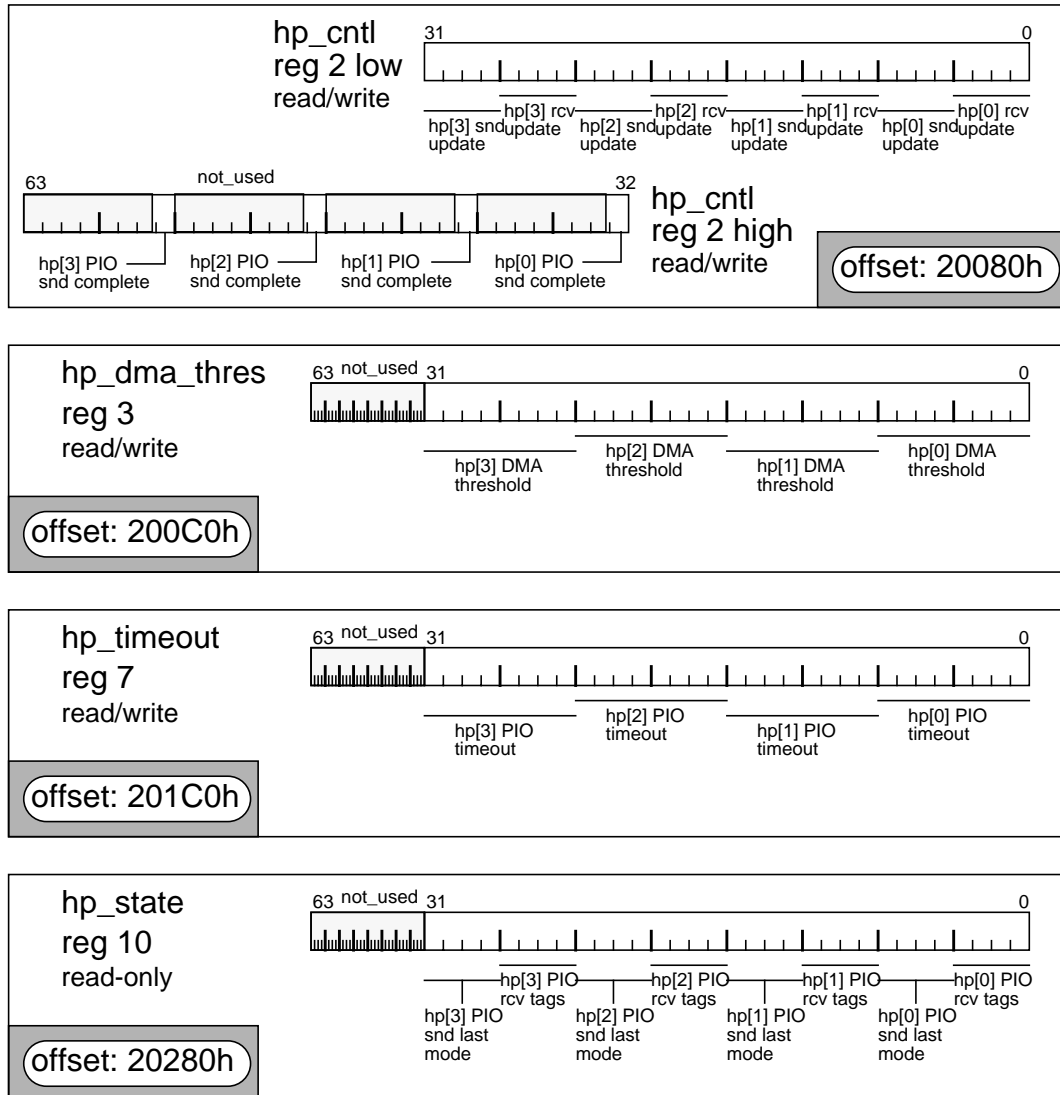 hp_cntl
reg 2 low
read/write
31 0
hp[3] snd update
hp[3] rcv update
hp[2] snd update
hp[2] rcv update
hp[1] snd update
hp[1] rcv update
hp[0] snd update
hp[0] rcv update
63 not_used 32
hp_cntl
reg 2 high
read/write
hp[3] PIO snd complete
hp[2] PIO snd complete
hp[1] PIO snd complete
hp[0] PIO snd complete
offset: 20080h
hp_dma_thres
reg 3
read/write
63 not_used 31 0
hp[3] DMA threshold
hp[2] DMA threshold
hp[1] DMA threshold
hp[0] DMA threshold
offset: 200C0h
hp_timeout
reg 7
read/write
63 not_used 31 0
hp[3] PIO timeout
hp[2] PIO timeout
hp[1] PIO timeout
hp[0] PIO timeout
offset: 201C0h
hp_state
reg 10
read-only
63 not_used 31 0
hp[3] PIO snd last mode
hp[3] PIO rcv tags
hp[2] PIO snd last mode
hp[2] PIO rcv tags
hp[1] PIO snd last mode
hp[1] PIO rcv tags
hp[0] PIO snd last mode
hp[0] PIO rcv tags
offset: 20280h